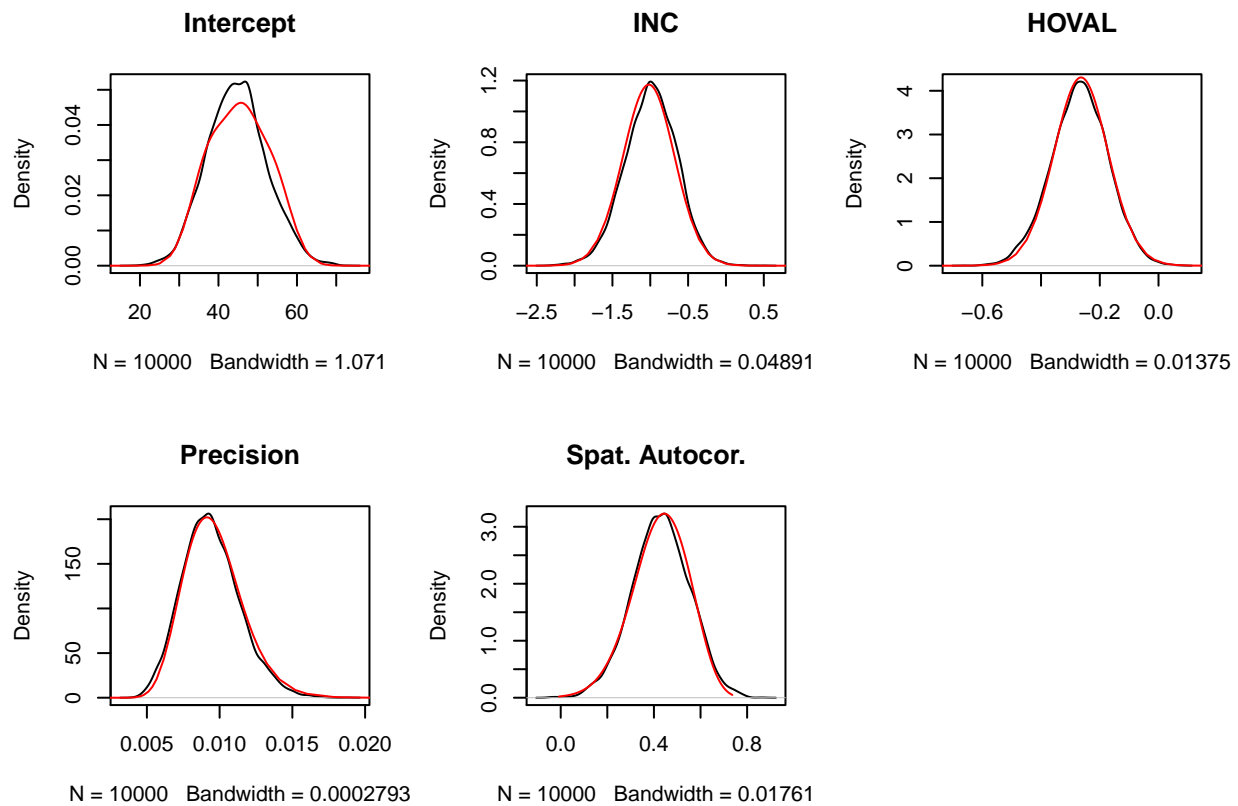 Intercept
INC
HOVAL
Density
0.00
0.02
0.04
20
40
60
N = 10000 Bandwidth = 1.071
Density
0.0
0.4
0.8
1.2
−2.5
−1.5
−0.5
0.5
N = 10000 Bandwidth = 0.04891
Density
0
1
2
3
4
−0.6
−0.2
0.0
N = 10000 Bandwidth = 0.01375
Precision
Spat. Autocor.
Density
0
50
150
0.005
0.010
0.015
0.020
N = 10000 Bandwidth = 0.0002793
Density
0.0
1.0
2.0
3.0
0.0
0.4
0.8
N = 10000 Bandwidth = 0.01761